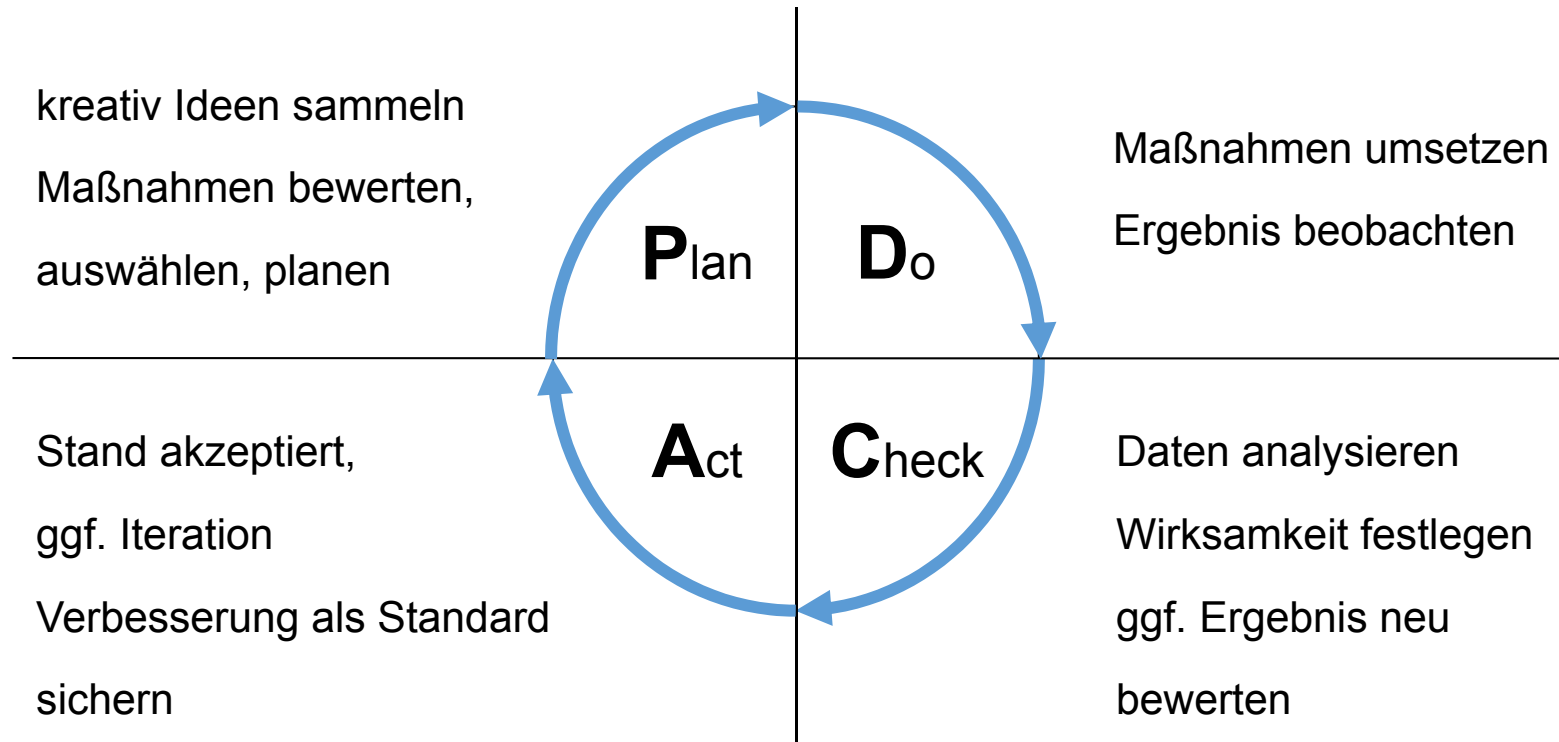 kreativ Ideen sammeln
Maßnahmen bewerten,
auswählen, planen
Plan
Do
Maßnahmen umsetzen
Ergebnis beobachten
Stand akzeptiert,
ggf. Iteration
Verbesserung als Standard
sichern
Act
Check
Daten analysieren
Wirksamkeit festlegen
ggf. Ergebnis neu
bewerten